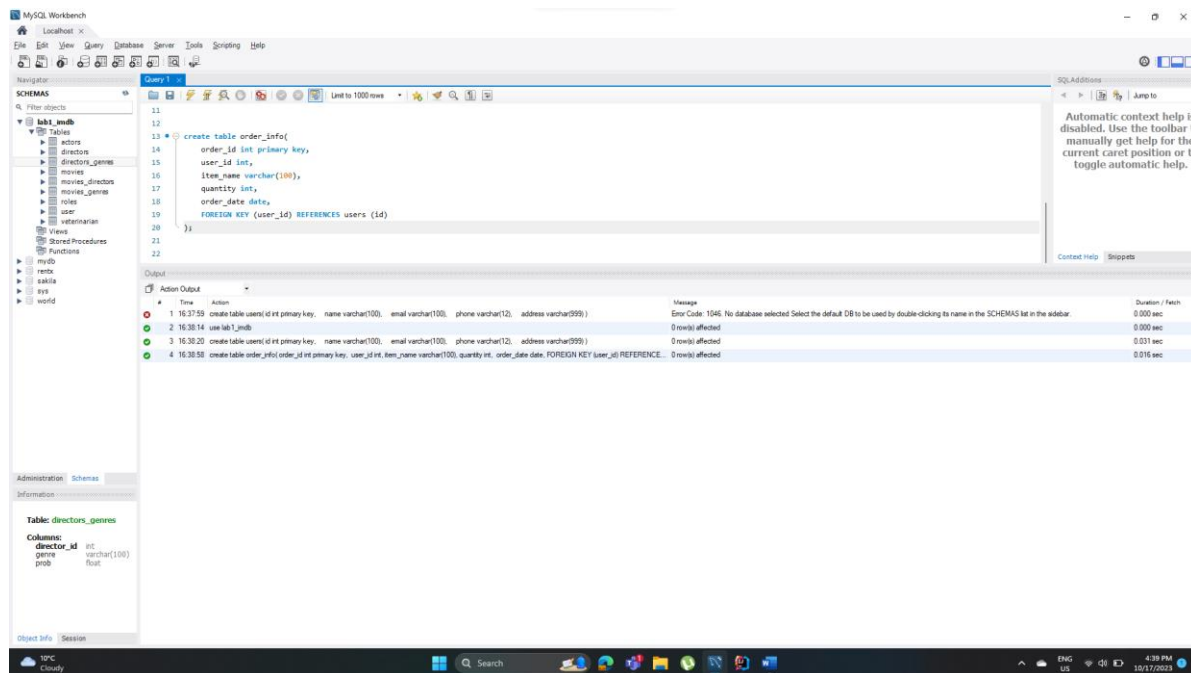 MySQL Workbench
Localhost
File Edit View Query Database Server Tools Scripting Help
Navigator
SCHEMAS
Filter objects
lab1_imdb
Tables
actors
directors
directors_genres
movies
movies_directors
movies_genres
roles
user
veterinarian
Views
Stored Procedures
Functions
mydb
rentx
sakila
sys
world
Administration Schemas
Information
Table: directors_genres
Columns:
director_id int
genre varchar(100)
prob float
Object Info Session
Query 1
Limit to 1000 rows
11
12
13 create table order_info(
14 order_id int primary key,
15 user_id int,
16 item_name varchar(100),
17 quantity int,
18 order_date date,
19 FOREIGN KEY (user_id) REFERENCES users (id)
20 );
21
22
SQLAdditions
Jump to
Automatic context help i
disabled. Use the toolbar
manually get help for the
current caret position or t
toggle automatic help.
Context Help Snippets
Output
Action Output
# Time Action Message Duration / Fetch
1 16:37:59 create table users( id int primary key, name varchar(100), email varchar(100), phone varchar(12), address varchar(999) ) Error Code: 1046. No database selected Select the default DB to be used by double-clicking its name in the SCHEMAS list in the sidebar. 0.000 sec
2 16:38:14 use lab1_imdb 0 row(s) affected 0.000 sec
3 16:38:20 create table users( id int primary key, name varchar(100), email varchar(100), phone varchar(12), address varchar(999) ) 0 row(s) affected 0.031 sec
4 16:38:58 create table order_info( order_id int primary key, user_id int, item_name varchar(100), quantity int, order_date date, FOREIGN KEY (user_id) REFERENCE... 0 row(s) affected 0.016 sec
10°C
Cloudy
Search
ENG
US
4:39 PM
10/17/2023